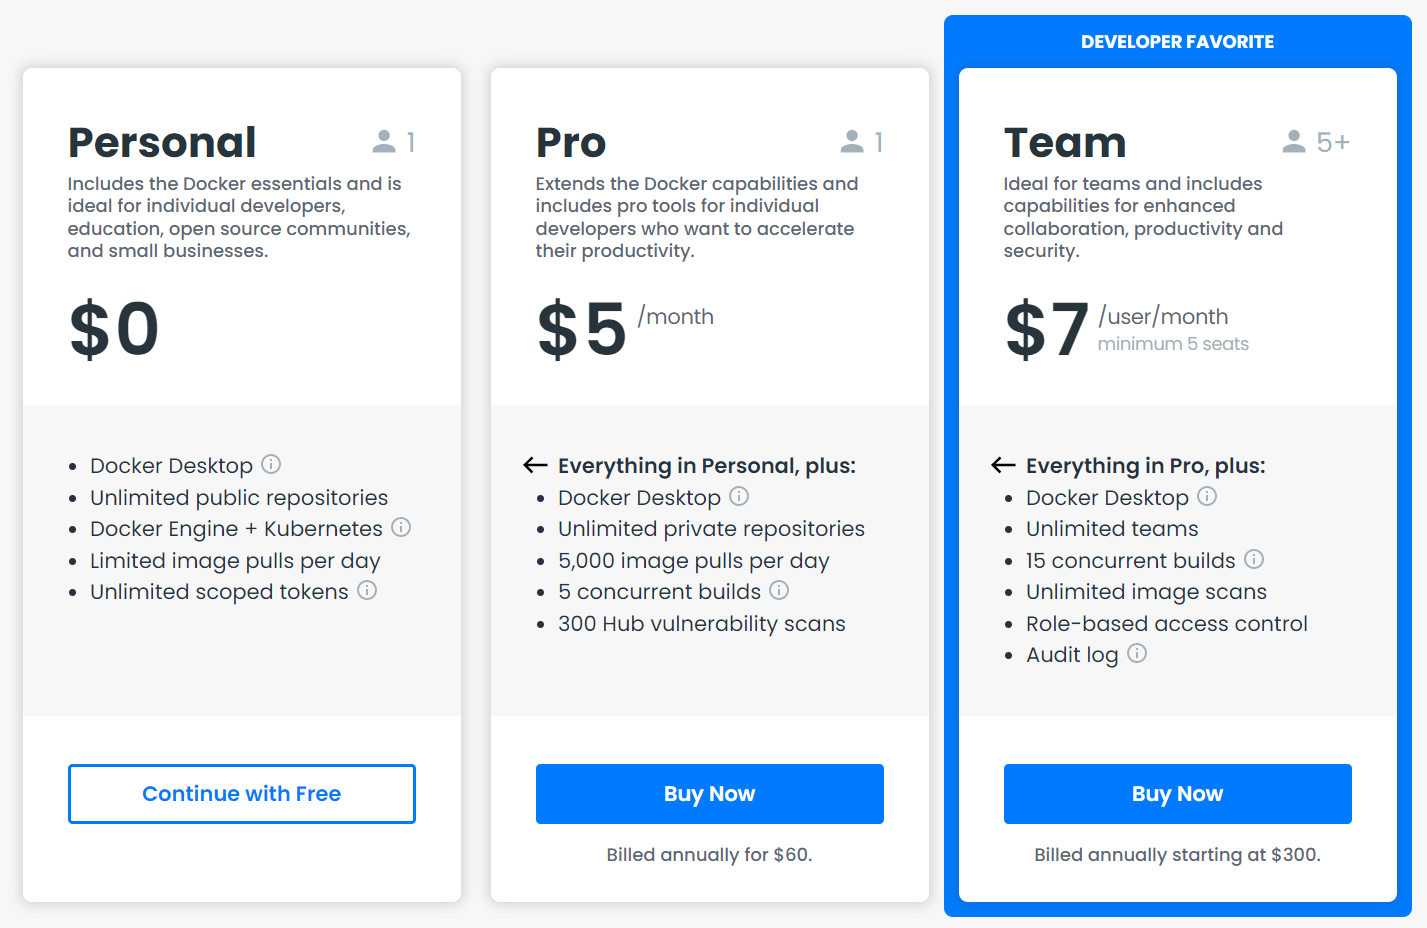 Personal
1
Includes the Docker essentials and is
ideal for individual developers,
education, open source communities,
and small businesses.
$0
Docker Desktop
Unlimited public repositories
Docker Engine + Kubernetes
Limited image pulls per day
Unlimited scoped tokens
Continue with Free
Pro
1
Extends the Docker capabilities and
includes pro tools for individual
developers who want to accelerate
their productivity.
$5 /month
Everything in Personal, plus:
Docker Desktop
Unlimited private repositories
5,000 image pulls per day
5 concurrent builds
300 Hub vulnerability scans
Buy Now
Billed annually for $60.
DEVELOPER FAVORITE
Team
5+
Ideal for teams and includes
capabilities for enhanced
collaboration, productivity and
security.
$7 /user/month
minimum 5 seats
Everything in Pro, plus:
Docker Desktop
Unlimited teams
15 concurrent builds
Unlimited image scans
Role-based access control
Audit log
Buy Now
Billed annually starting at $300.